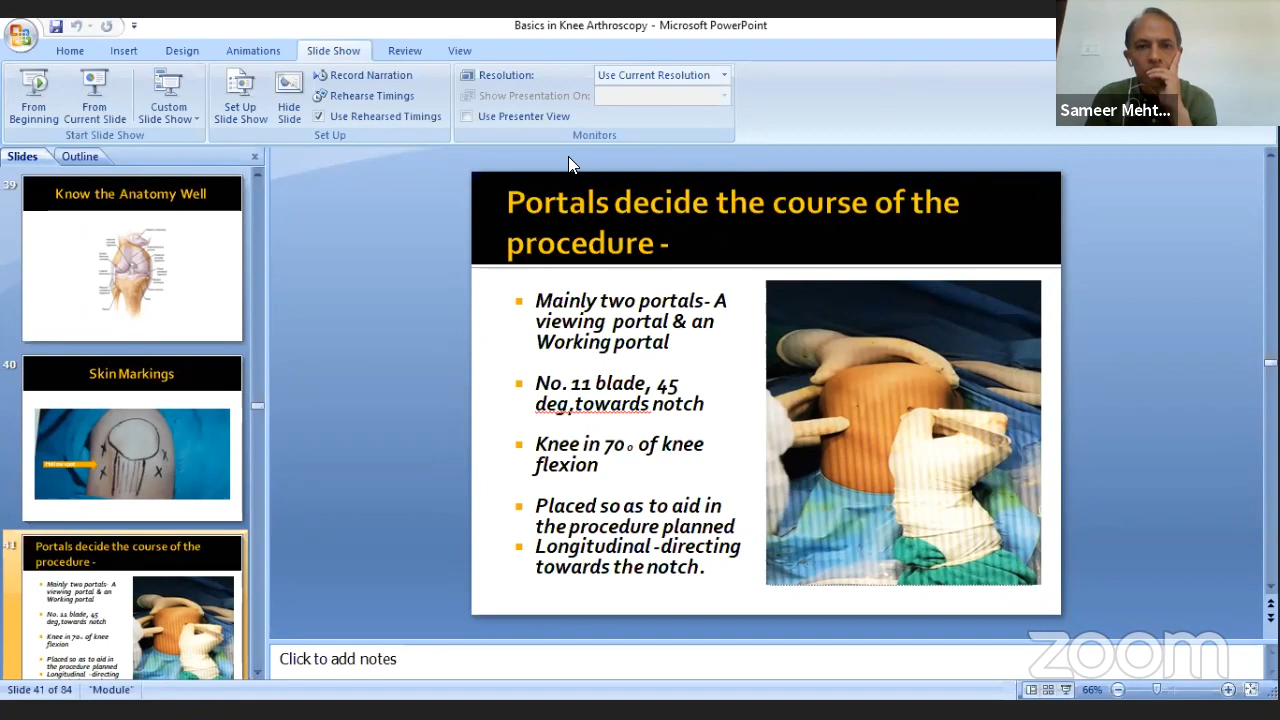 Basics in Knee Arthroscopy - Microsoft PowerPoint
Home Insert Design Animations Slide Show Review View
From Beginning
From Current Slide
Custom Slide Show
Start Slide Show
Set Up Slide Show
Hide Slide
Record Narration
Rehearse Timings
Use Rehearsed Timings
Set Up
Resolution: Use Current Resolution
Show Presentation On:
Use Presenter View
Monitors
Sameer Meht...
Slides Outline
39
Know the Anatomy Well
40
Skin Markings
41
Portals decide the course of the
procedure -
Mainly two portals- A
viewing portal & an
Working portal
No. 11 blade, 45
deg,towards notch
Knee in 70o of knee
flexion
Placed so as to aid in
the procedure planned
Longitudinal -directing
Portals decide the course of the
procedure -
Mainly two portals- A
viewing portal & an
Working portal
No. 11 blade, 45
deg,towards notch
Knee in 70o of knee
flexion
Placed so as to aid in
the procedure planned
Longitudinal -directing
towards the notch.
Click to add notes
zoom
Slide 41 of 84 "Module" 66%